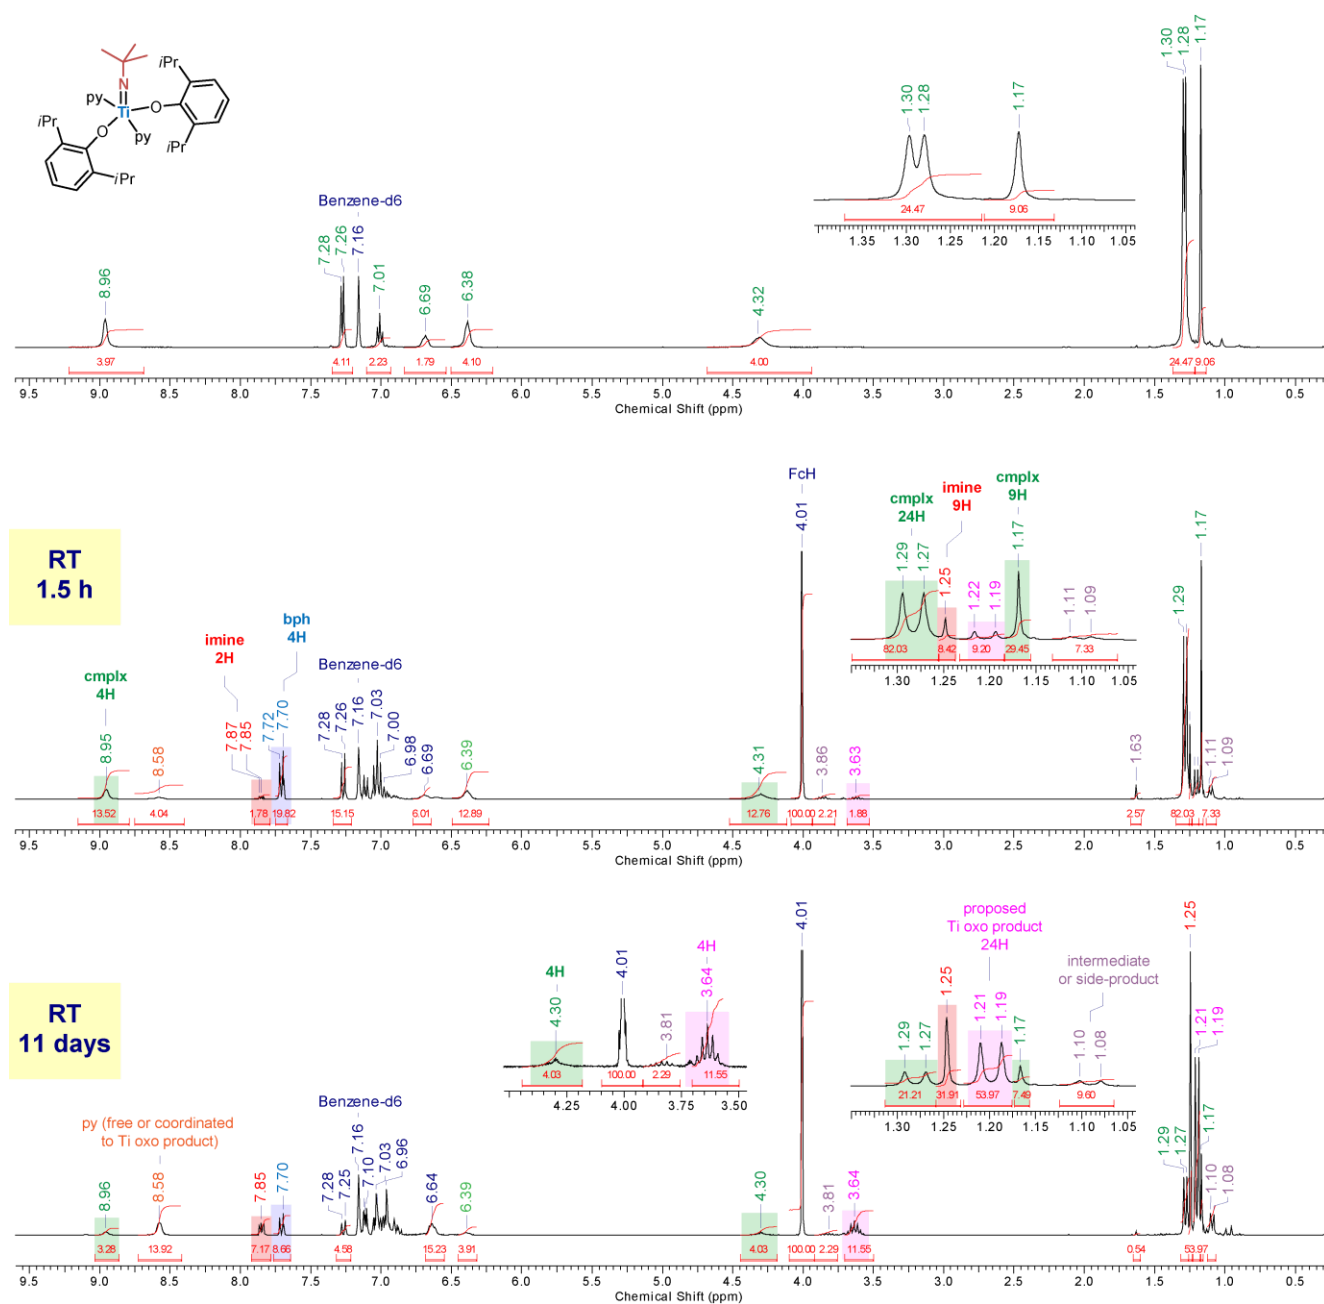 iPr
N
py
Ti
O
iPr
iPr
O
py
iPr
Benzene-d6
8.96
7.28
7.26
7.16
7.01
6.69
6.38
4.32
1.30
1.28
1.17
1.30
1.28
1.17
24.47
9.06
1.35 1.30 1.25 1.20 1.15 1.10 1.05
3.97 4.11 2.23 1.79 4.10 4.00 24.47 9.06
9.5 9.0 8.5 8.0 7.5 7.0 6.5 6.0 5.5 5.0 4.5 4.0 3.5 3.0 2.5 2.0 1.5 1.0 0.5
Chemical Shift (ppm)
RT
1.5 h
cmplx
4H
imine
2H
bph
4H
Benzene-d6
FcH
8.95
8.58
7.87
7.85
7.72
7.70
7.28
7.26
7.16
7.03
7.00
6.98
6.69
6.39
4.31
4.01
3.86
3.63
1.63
1.29
1.17
1.11
1.09
cmplx
24H
imine
9H
cmplx
9H
1.29
1.27
1.25
1.22
1.19
1.17
1.11
1.09
82.03 8.42 9.20 29.45 7.33
1.30 1.25 1.20 1.15 1.10 1.05
13.52 4.04 1.78 19.82 15.15 6.01 12.89 12.76 100.00 2.21 1.88 2.57 82.03 7.33
9.5 9.0 8.5 8.0 7.5 7.0 6.5 6.0 5.5 5.0 4.5 4.0 3.5 3.0 2.5 2.0 1.5 1.0 0.5
Chemical Shift (ppm)
RT
11 days
py (free or coordinated
to Ti oxo product)
Benzene-d6
8.96
8.58
7.85
7.70
7.28
7.25
7.16
7.10
7.03
6.96
6.64
6.39
4.30
4.01
3.81
3.64
1.29
1.27
1.25
1.21
1.19
1.17
1.10
1.08
4H
4.30
4.01
3.81
4H
3.64
4.03 100.00 2.29 11.55
4.25 4.00 3.75 3.50
proposed
Ti oxo product
24H
intermediate
or side-product
1.29
1.27
1.25
1.21
1.19
1.17
1.10
1.08
21.21 31.91 53.97 7.49 9.60
1.30 1.25 1.20 1.15 1.10 1.05
3.28 13.92 7.17 8.66 4.58 15.23 3.91 4.03 100.00 2.29 11.55 0.54 53.97
9.5 9.0 8.5 8.0 7.5 7.0 6.5 6.0 5.5 5.0 4.5 4.0 3.5 3.0 2.5 2.0 1.5 1.0 0.5
Chemical Shift (ppm)